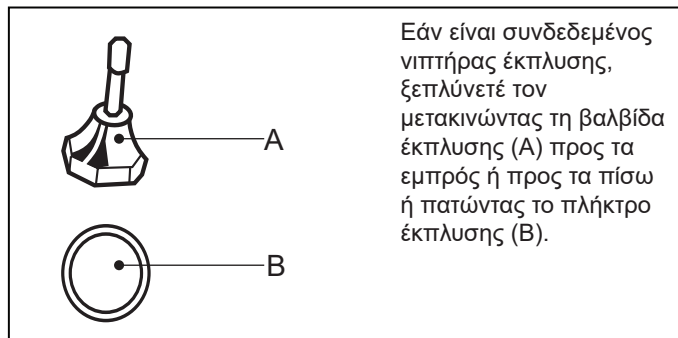 Εάν είναι συνδεδεμένος
νιπτήρας έκπλυσης,
ξεπλύνετέ τον
μετακινώντας τη βαλβίδα
έκπλυσης (A) προς τα
εμπρός ή προς τα πίσω
ή πατώντας το πλήκτρο
έκπλυσης (B).
A
B